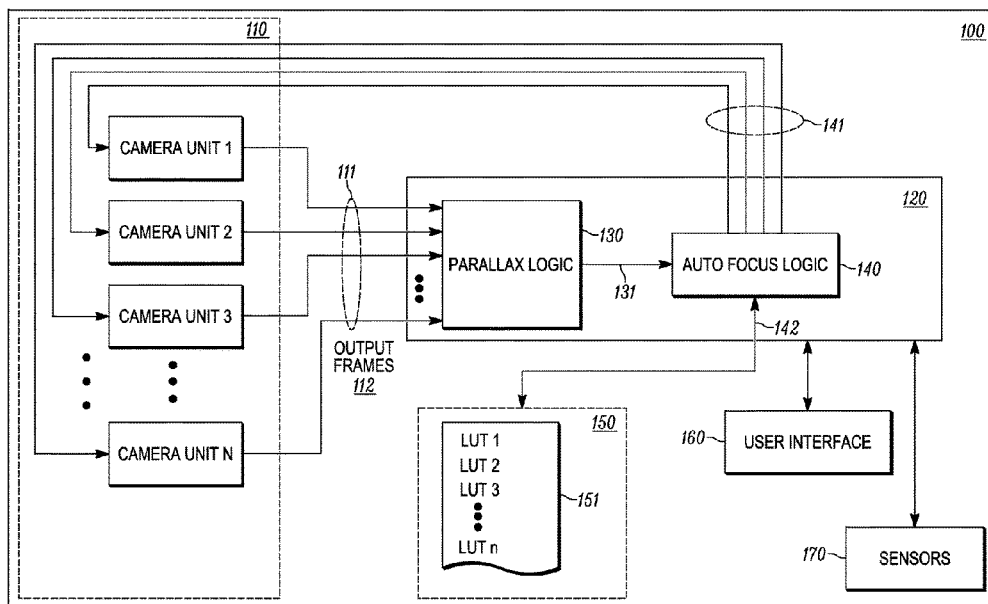 110
100
141
CAMERA UNIT 1
111
120
CAMERA UNIT 2
130
PARALLAX LOGIC
AUTO FOCUS LOGIC
140
131
CAMERA UNIT 3
142
OUTPUT
FRAMES
112
150
CAMERA UNIT N
LUT 1
LUT 2
LUT 3
LUT n
151
160
USER INTERFACE
170
SENSORS